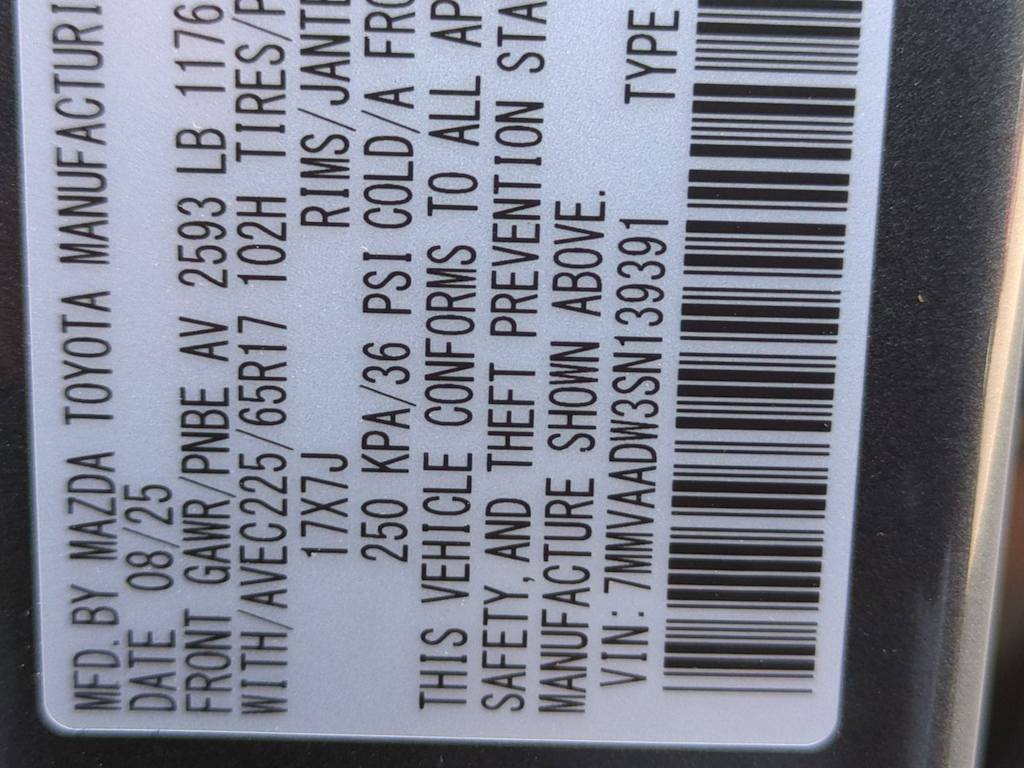 MFD. BY MAZDA TOYOTA MANUFACTURI
DATE 08/25
FRONT GAWR/PNBE AV 2593 LB 1176
WITH/AVEC225/65R17 102H TIRES/P
17X7J RIMS/JANTE
250 KPA/36 PSI COLD/A FRO
THIS VEHICLE CONFORMS TO ALL AP
SAFETY, AND THEFT PREVENTION STA
MANUFACTURE SHOWN ABOVE.
VIN: 7MMVAADW3SN139391 TYPE